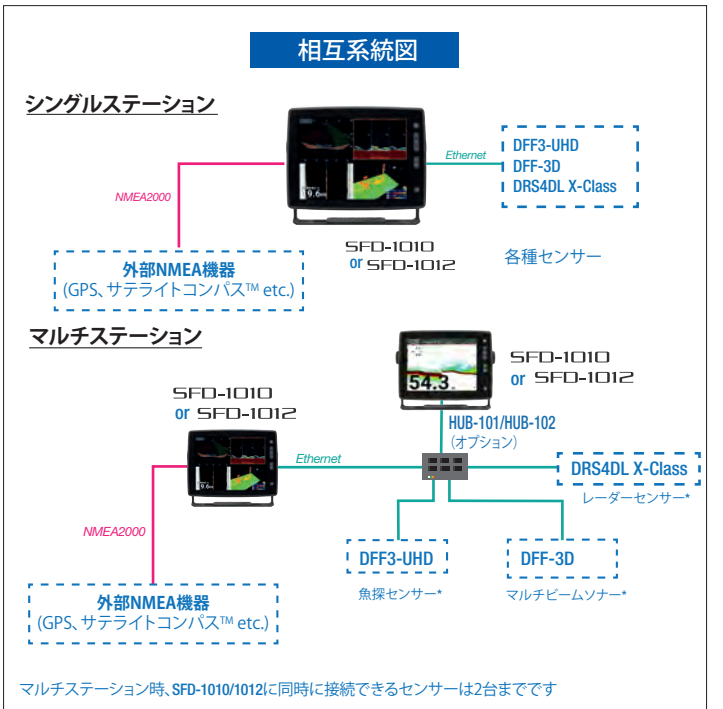 相互系統図
シングルステーション
Ethernet
DFF3-UHD
DFF-3D
DRS4DL X-Class
NMEA2000
19.6
SFD-1010
or SFD-1012
各種センサー
外部NMEA機器
(GPS、サテライトコンパス™ etc.)
マルチステーション
54.3
SFD-1010
or SFD-1012
SFD-1010
or SFD-1012
HUB-101/HUB-102
(オプション)
Ethernet
DRS4DL X-Class
レーダーセンサー*
19.6
NMEA2000
DFF3-UHD
DFF-3D
魚探センサー*
マルチビームソナー*
外部NMEA機器
(GPS、サテライトコンパス™ etc.)
マルチステーション時、SFD-1010/1012に同時に接続できるセンサーは2台までです